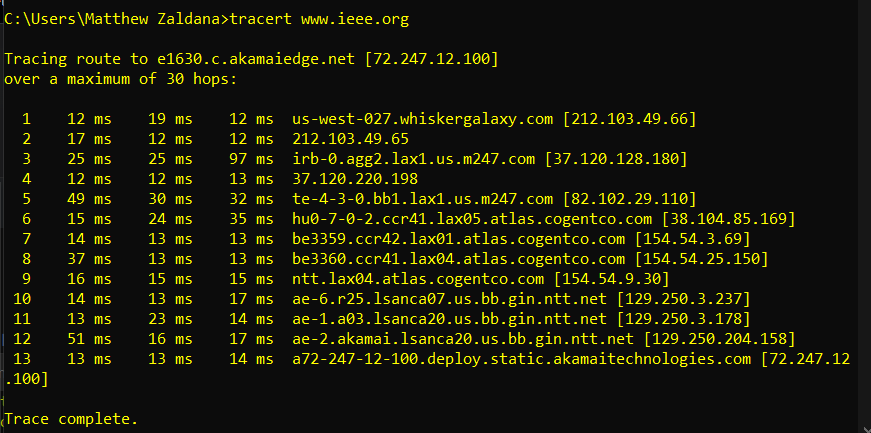 C:\Users\Matthew Zaldana>tracert www.ieee.org
Tracing route to e1630.c.akamaiedge.net [72.247.12.100]
over a maximum of 30 hops:
1 12 ms 19 ms 12 ms us-west-027.whiskergalaxy.com [212.103.49.66]
2 17 ms 12 ms 12 ms 212.103.49.65
3 25 ms 25 ms 97 ms irb-0.agg2.lax1.us.m247.com [37.120.128.180]
4 12 ms 12 ms 13 ms 37.120.220.198
5 49 ms 30 ms 32 ms te-4-3-0.bb1.lax1.us.m247.com [82.102.29.110]
6 15 ms 24 ms 35 ms hu0-7-0-2.ccr41.lax05.atlas.cogentco.com [38.104.85.169]
7 14 ms 13 ms 13 ms be3359.ccr42.lax01.atlas.cogentco.com [154.54.3.69]
8 37 ms 13 ms 13 ms be3360.ccr41.lax04.atlas.cogentco.com [154.54.25.150]
9 16 ms 15 ms 15 ms ntt.lax04.atlas.cogentco.com [154.54.9.30]
10 14 ms 13 ms 17 ms ae-6.r25.lsanca07.us.bb.gin.ntt.net [129.250.3.237]
11 13 ms 23 ms 14 ms ae-1.a03.lsanca20.us.bb.gin.ntt.net [129.250.3.178]
12 51 ms 16 ms 17 ms ae-2.akamai.lsanca20.us.bb.gin.ntt.net [129.250.204.158]
13 13 ms 13 ms 14 ms a72-247-12-100.deploy.static.akamaitechnologies.com [72.247.12
.100]
Trace complete.